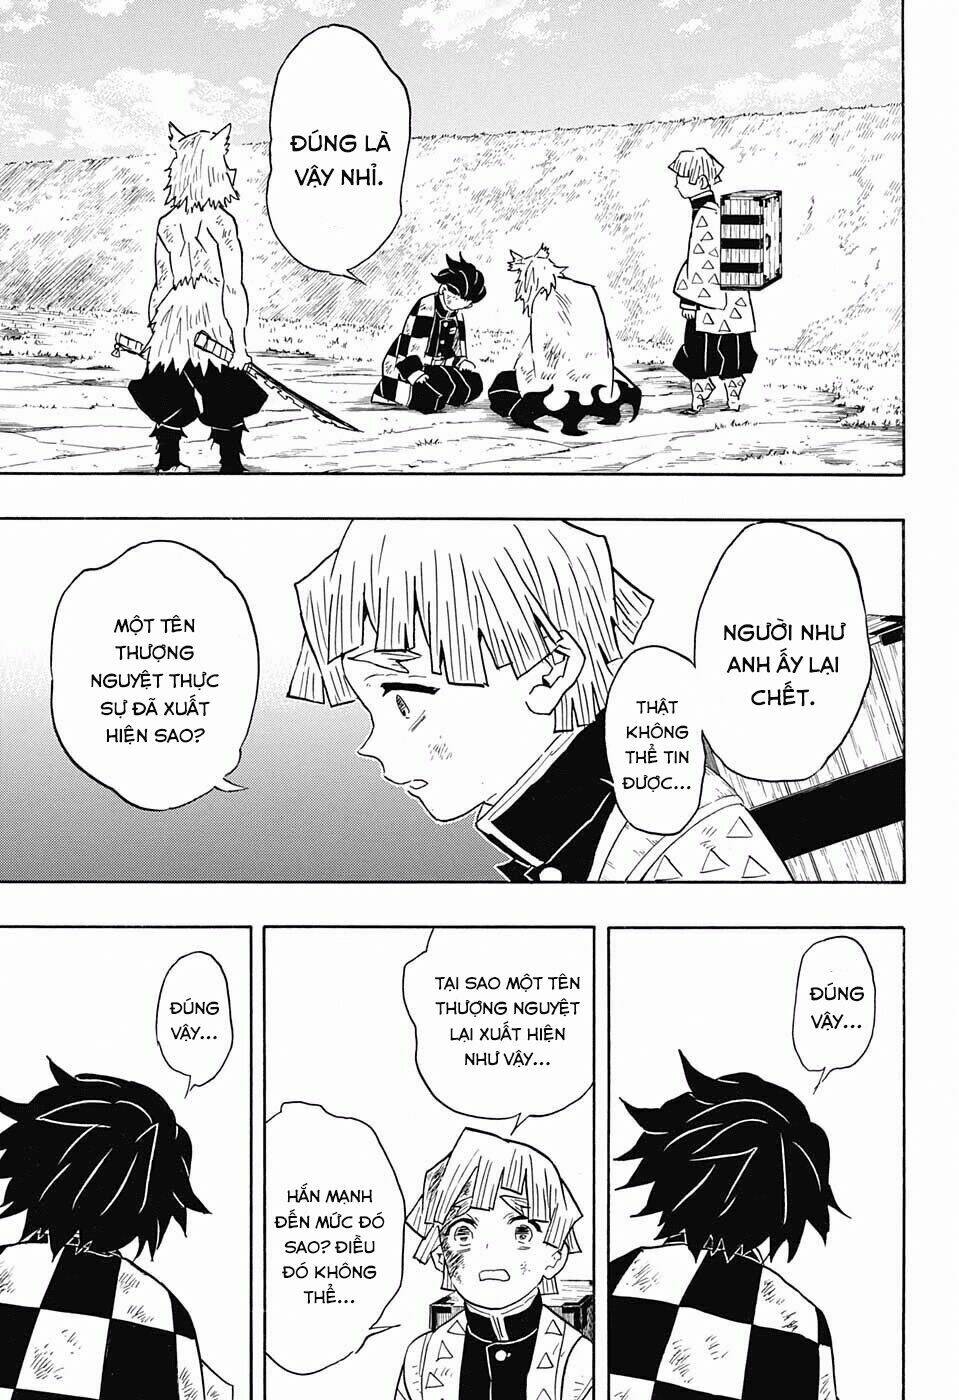 ĐÚNG LÀ
VẬY NHỈ.
NGƯỜI NHƯ
ANH ẤY LẠI
CHẾT.
THẬT
KHÔNG
THỂ TIN
ĐƯỢC...
MỘT TÊN
THƯỢNG
NGUYỆT THỰC
SỰ ĐÃ XUẤT
HIỆN SAO?
ĐÚNG
VẬY...
TẠI SAO MỘT TÊN
THƯỢNG NGUYỆT
LẠI XUẤT HIỆN
NHƯ VẬY...
HẮN MẠNH
ĐẾN MỨC ĐÓ
SAO? ĐIỀU
ĐÓ KHÔNG
THỂ...
ĐÚNG
VẬY...